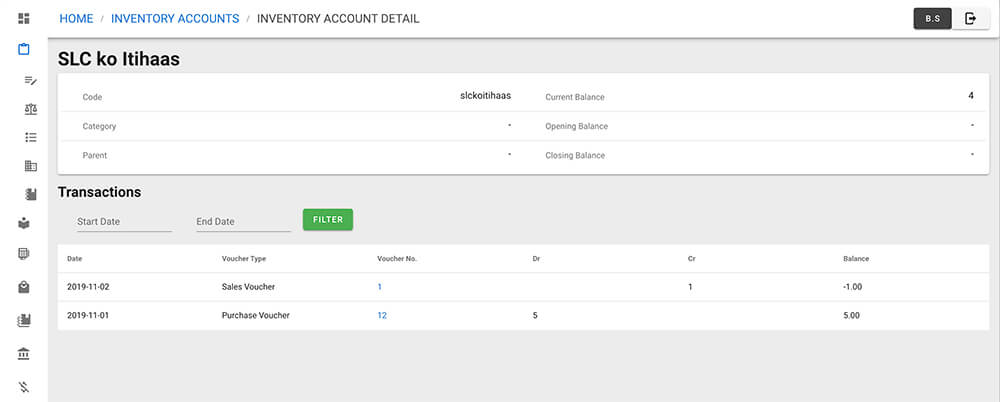 HOME / INVENTORY ACCOUNTS / INVENTORY ACCOUNT DETAIL B.S
SLC ko Itihaas
Code slckoitihaas Current Balance 4
Category - Opening Balance -
Parent - Closing Balance -
Transactions
Start Date End Date FILTER
Date Voucher Type Voucher No. Dr Cr Balance
2019-11-02 Sales Voucher 1 1 -1.00
2019-11-01 Purchase Voucher 12 5 5.00